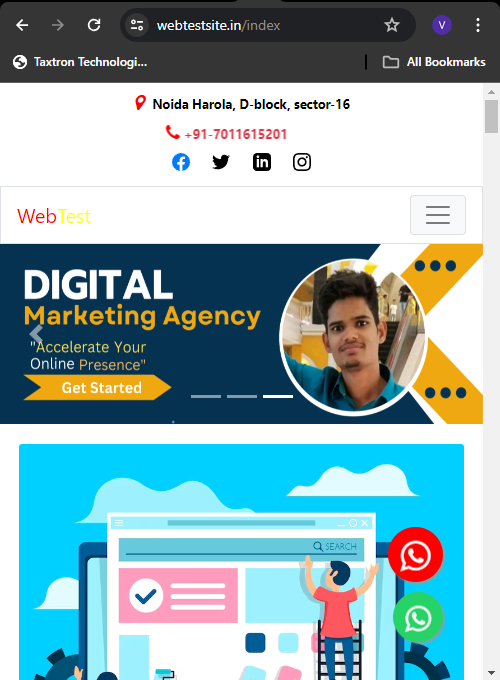 webtestsite.in/index
V
Taxtron Technologi...
All Bookmarks
Noida Harola, D-block, sector-16
+91-7011615201
WebTest
DIGITAL
Marketing Agency
"Accelerate Your
Online Presence"
Get Started
SEARCH